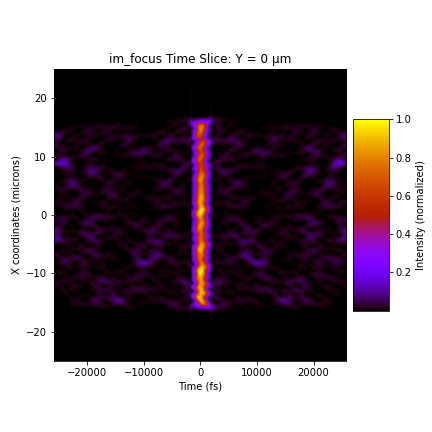 im_focus Time Slice: Y = 0 μm
20
10
0
−10
−20
X coordinates (microns)
−20000 −10000 0 10000 20000
Time (fs)
1.0
0.8
0.6
0.4
0.2
Intensity (normalized)